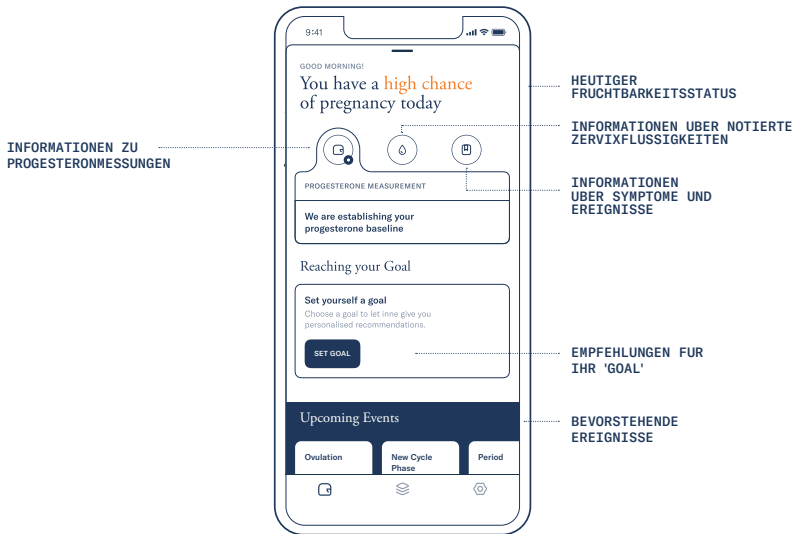 9:41
GOOD MORNING!
You have a high chance
of pregnancy today
HEUTIGER
FRUCHTBARKEITSSTATUS
INFORMATIONEN UBER NOTIERTE
ZERVIXFLUSSIGKEITEN
INFORMATIONEN ZU
PROGESTERONMESSUNGEN
INFORMATIONEN
UBER SYMPTOME UND
EREIGNISSE
PROGESTERONE MEASUREMENT
We are establishing your
progesterone baseline
Reaching your Goal
Set yourself a goal
Choose a goal to let inne give you
personalised recommendations.
SET GOAL
EMPFEHLUNGEN FUR
IHR 'GOAL'
Upcoming Events
BEVORSTEHENDE
EREIGNISSE
Ovulation
New Cycle
Phase
Period